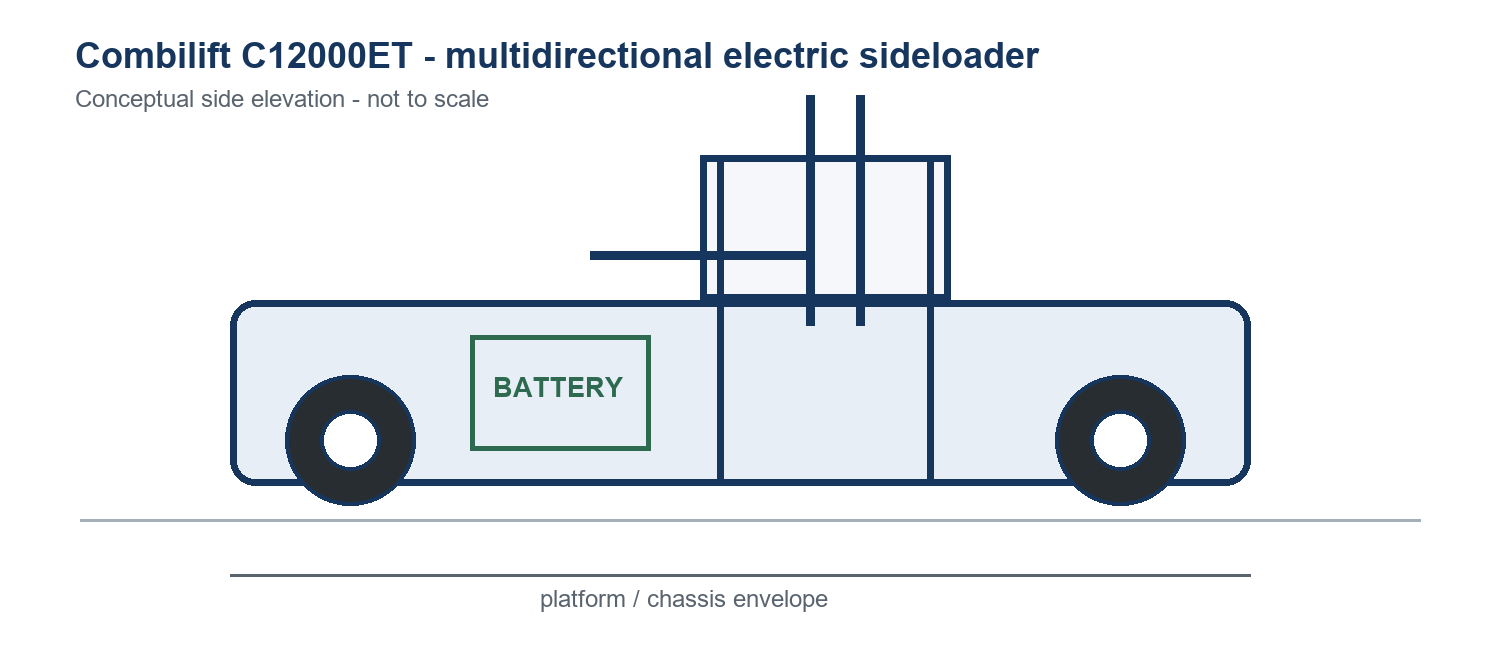 Combilift C12000ET - multidirectional electric sideloader
Conceptual side elevation - not to scale
BATTERY
platform / chassis envelope